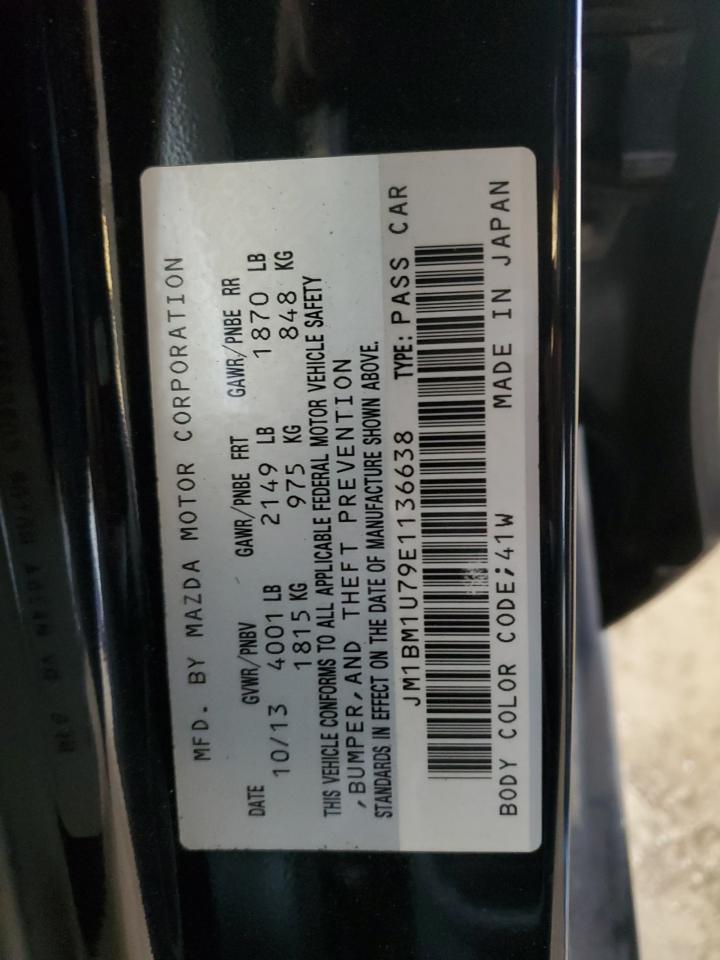 MFD. BY MAZDA MOTOR CORPORATION
DATE GVWR/PNBV GAWR/PNBE FRT GAWR/PNBE RR
10/13 4001 LB 2149 LB 1870 LB
1815 KG 975 KG 848 KG
THIS VEHICLE CONFORMS TO ALL APPLICABLE FEDERAL MOTOR VEHICLE SAFETY
,BUMPER,AND THEFT PREVENTION
STANDARDS IN EFFECT ON THE DATE OF MANUFACTURE SHOWN ABOVE.
JM1BM1U79E1136638 TYPE: PASS CAR
BODY COLOR CODE;41W MADE IN JAPAN